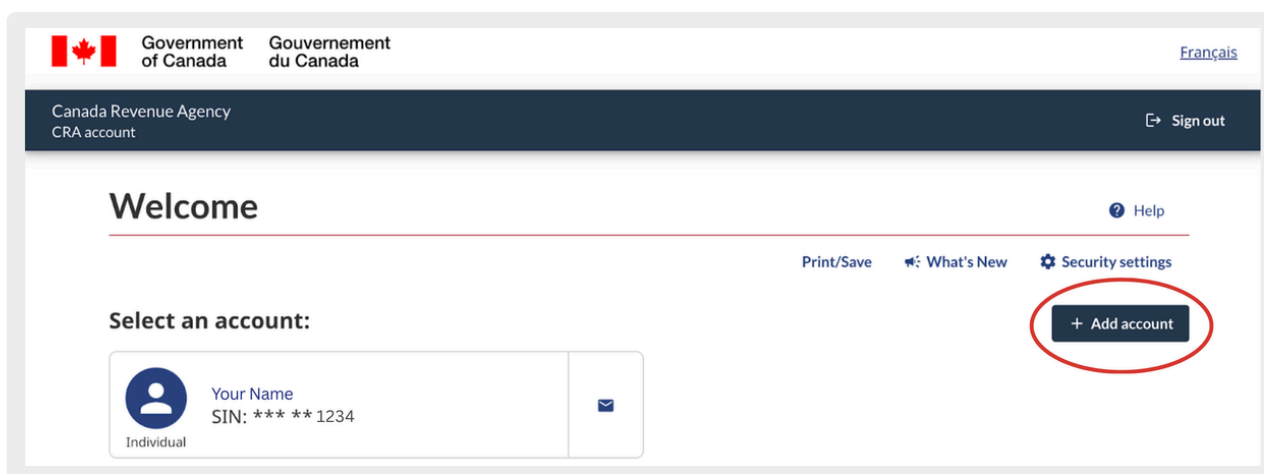 Government Gouvernement
of Canada du Canada
Français
Canada Revenue Agency
CRA account
Sign out
Welcome
Help
Print/Save What's New Security settings
Select an account:
+ Add account
Your Name
SIN: *** ** 1234
Individual